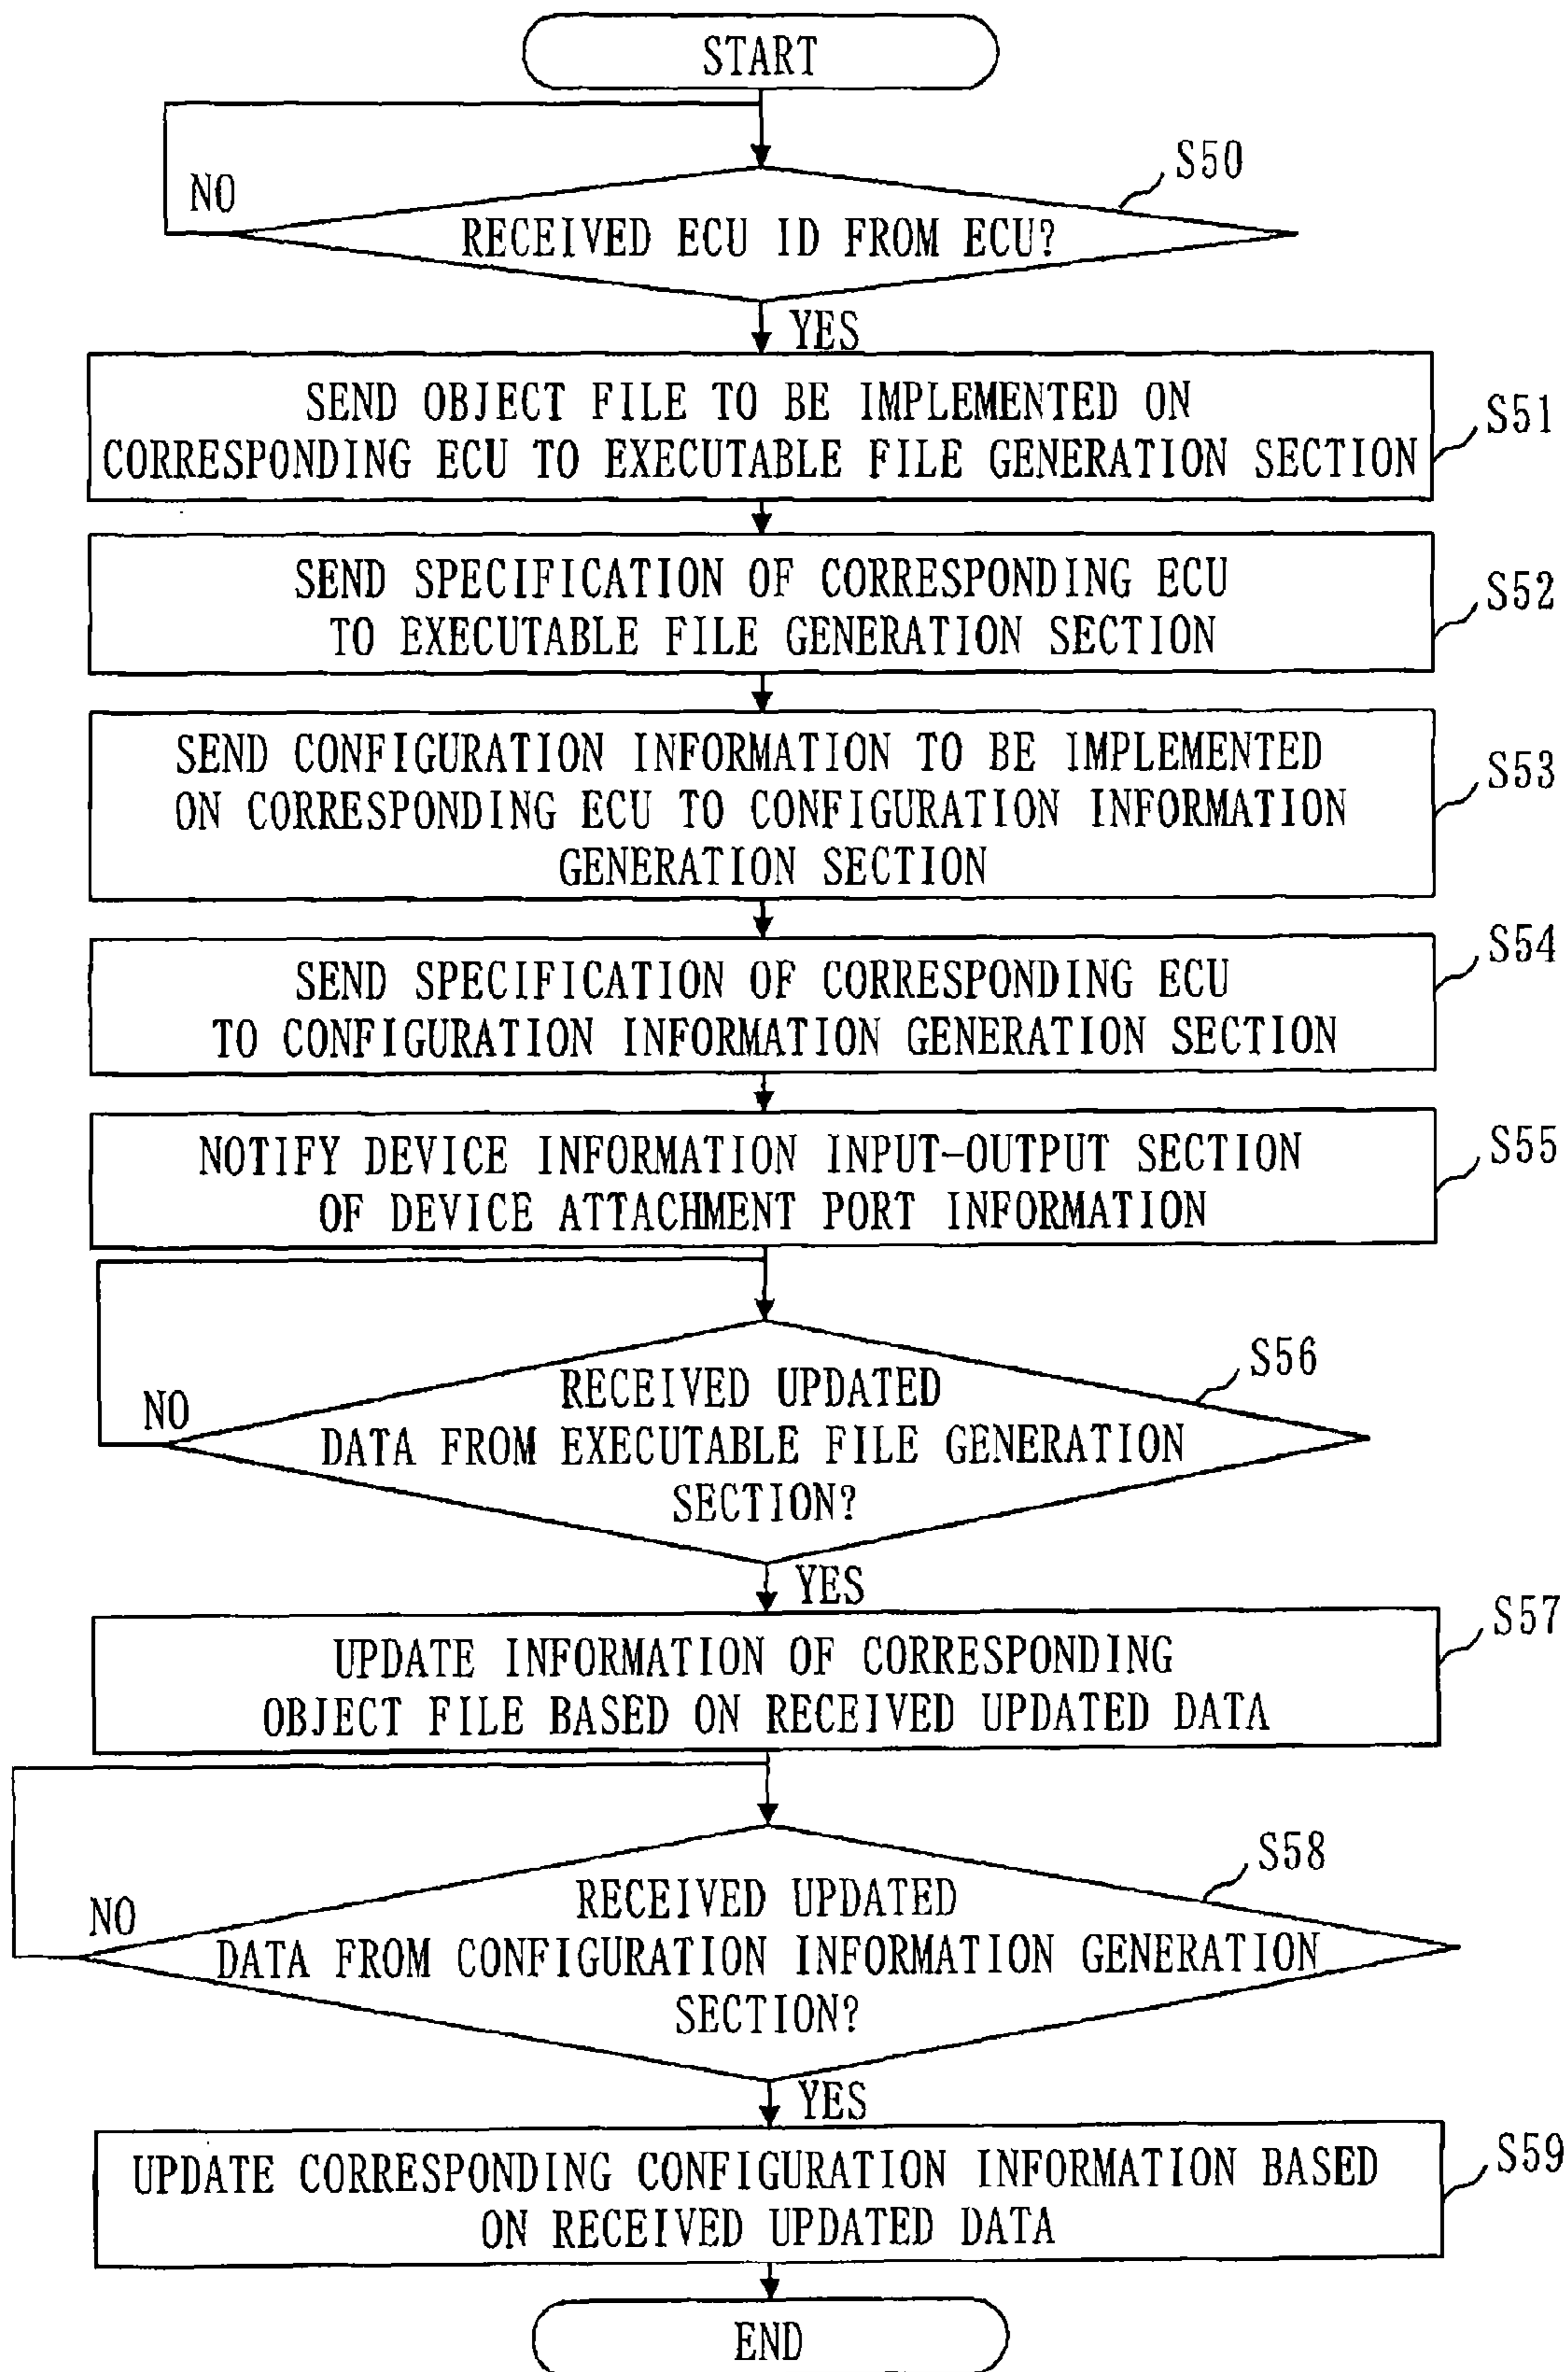 START
NO
S50
RECEIVED ECU ID FROM ECU?
YES
SEND OBJECT FILE TO BE IMPLEMENTED ON
CORRESPONDING ECU TO EXECUTABLE FILE GENERATION SECTION
S51
SEND SPECIFICATION OF CORRESPONDING ECU
TO EXECUTABLE FILE GENERATION SECTION
S52
SEND CONFIGURATION INFORMATION TO BE IMPLEMENTED
ON CORRESPONDING ECU TO CONFIGURATION INFORMATION
GENERATION SECTION
S53
SEND SPECIFICATION OF CORRESPONDING ECU
TO CONFIGURATION INFORMATION GENERATION SECTION
S54
NOTIFY DEVICE INFORMATION INPUT-OUTPUT SECTION
OF DEVICE ATTACHMENT PORT INFORMATION
S55
NO
S56
RECEIVED UPDATED
DATA FROM EXECUTABLE FILE GENERATION
SECTION?
YES
UPDATE INFORMATION OF CORRESPONDING
OBJECT FILE BASED ON RECEIVED UPDATED DATA
S57
NO
S58
RECEIVED UPDATED
DATA FROM CONFIGURATION INFORMATION GENERATION
SECTION?
YES
UPDATE CORRESPONDING CONFIGURATION INFORMATION BASED
ON RECEIVED UPDATED DATA
S59
END